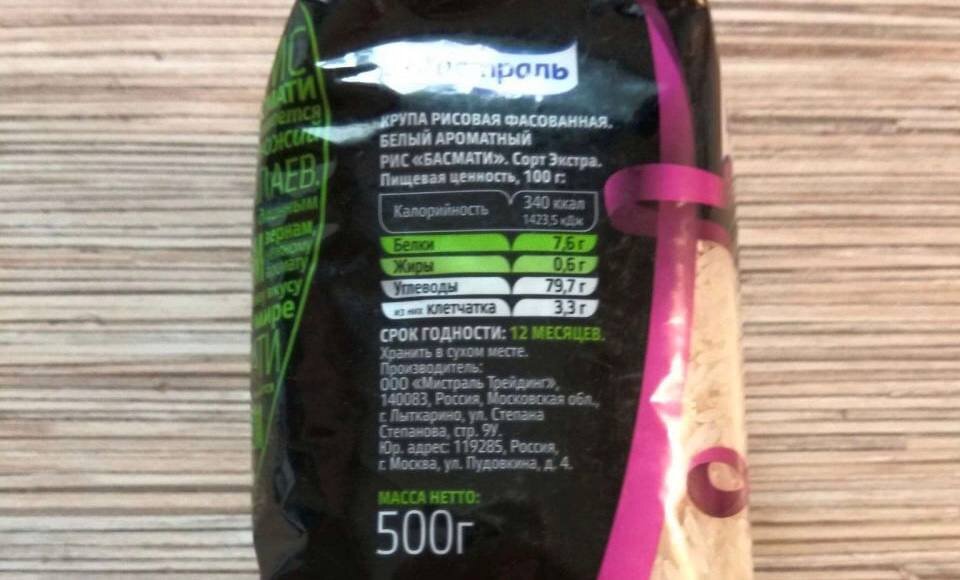 КРУПА РИСОВАЯ ФАСОВАННАЯ.
БЕЛЫЙ АРОМАТНЫЙ
РИС «БАСМАТИ». Сорт Экстра.
Пищевая ценность, 100 г:
Калорийность 340 ккал
1423,5 кДж
Белки 7,6 г
Жиры 0,6 г
Углеводы 79,7 г
из них клетчатка 3,3 г
СРОК ГОДНОСТИ: 12 МЕСЯЦЕВ.
Хранить в сухом месте.
Производитель:
ООО «Мистраль Трейдинг»,
140083, Россия, Московская обл.,
г. Лыткарино, ул. Степана
Степанова, стр. 9У.
Юр. адрес: 119285, Россия,
г. Москва, ул. Пудовкина, д. 4.
МАССА НЕТТО:
500г